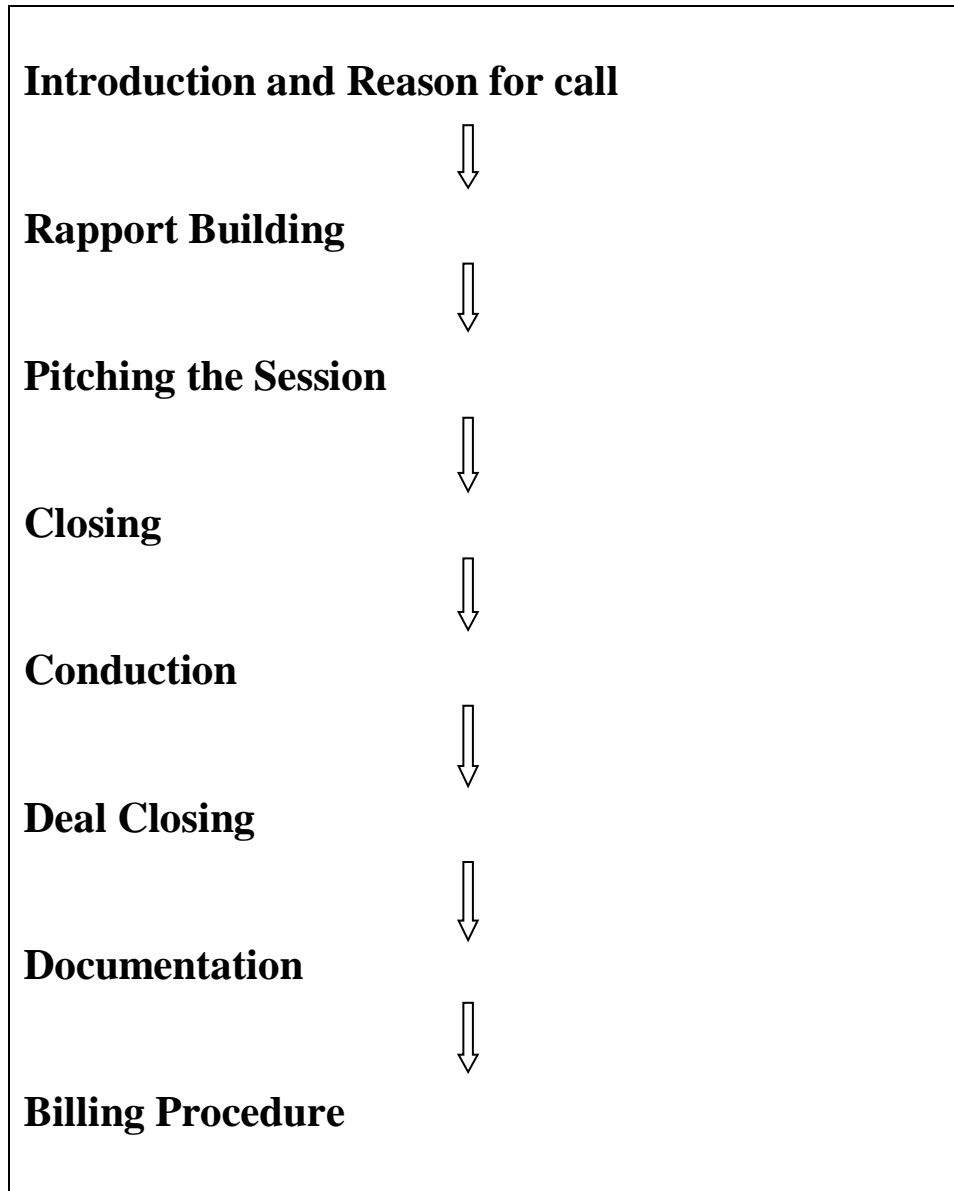 Introduction and Reason for call
Rapport Building
Pitching the Session
Closing
Conduction
Deal Closing
Documentation
Billing Procedure